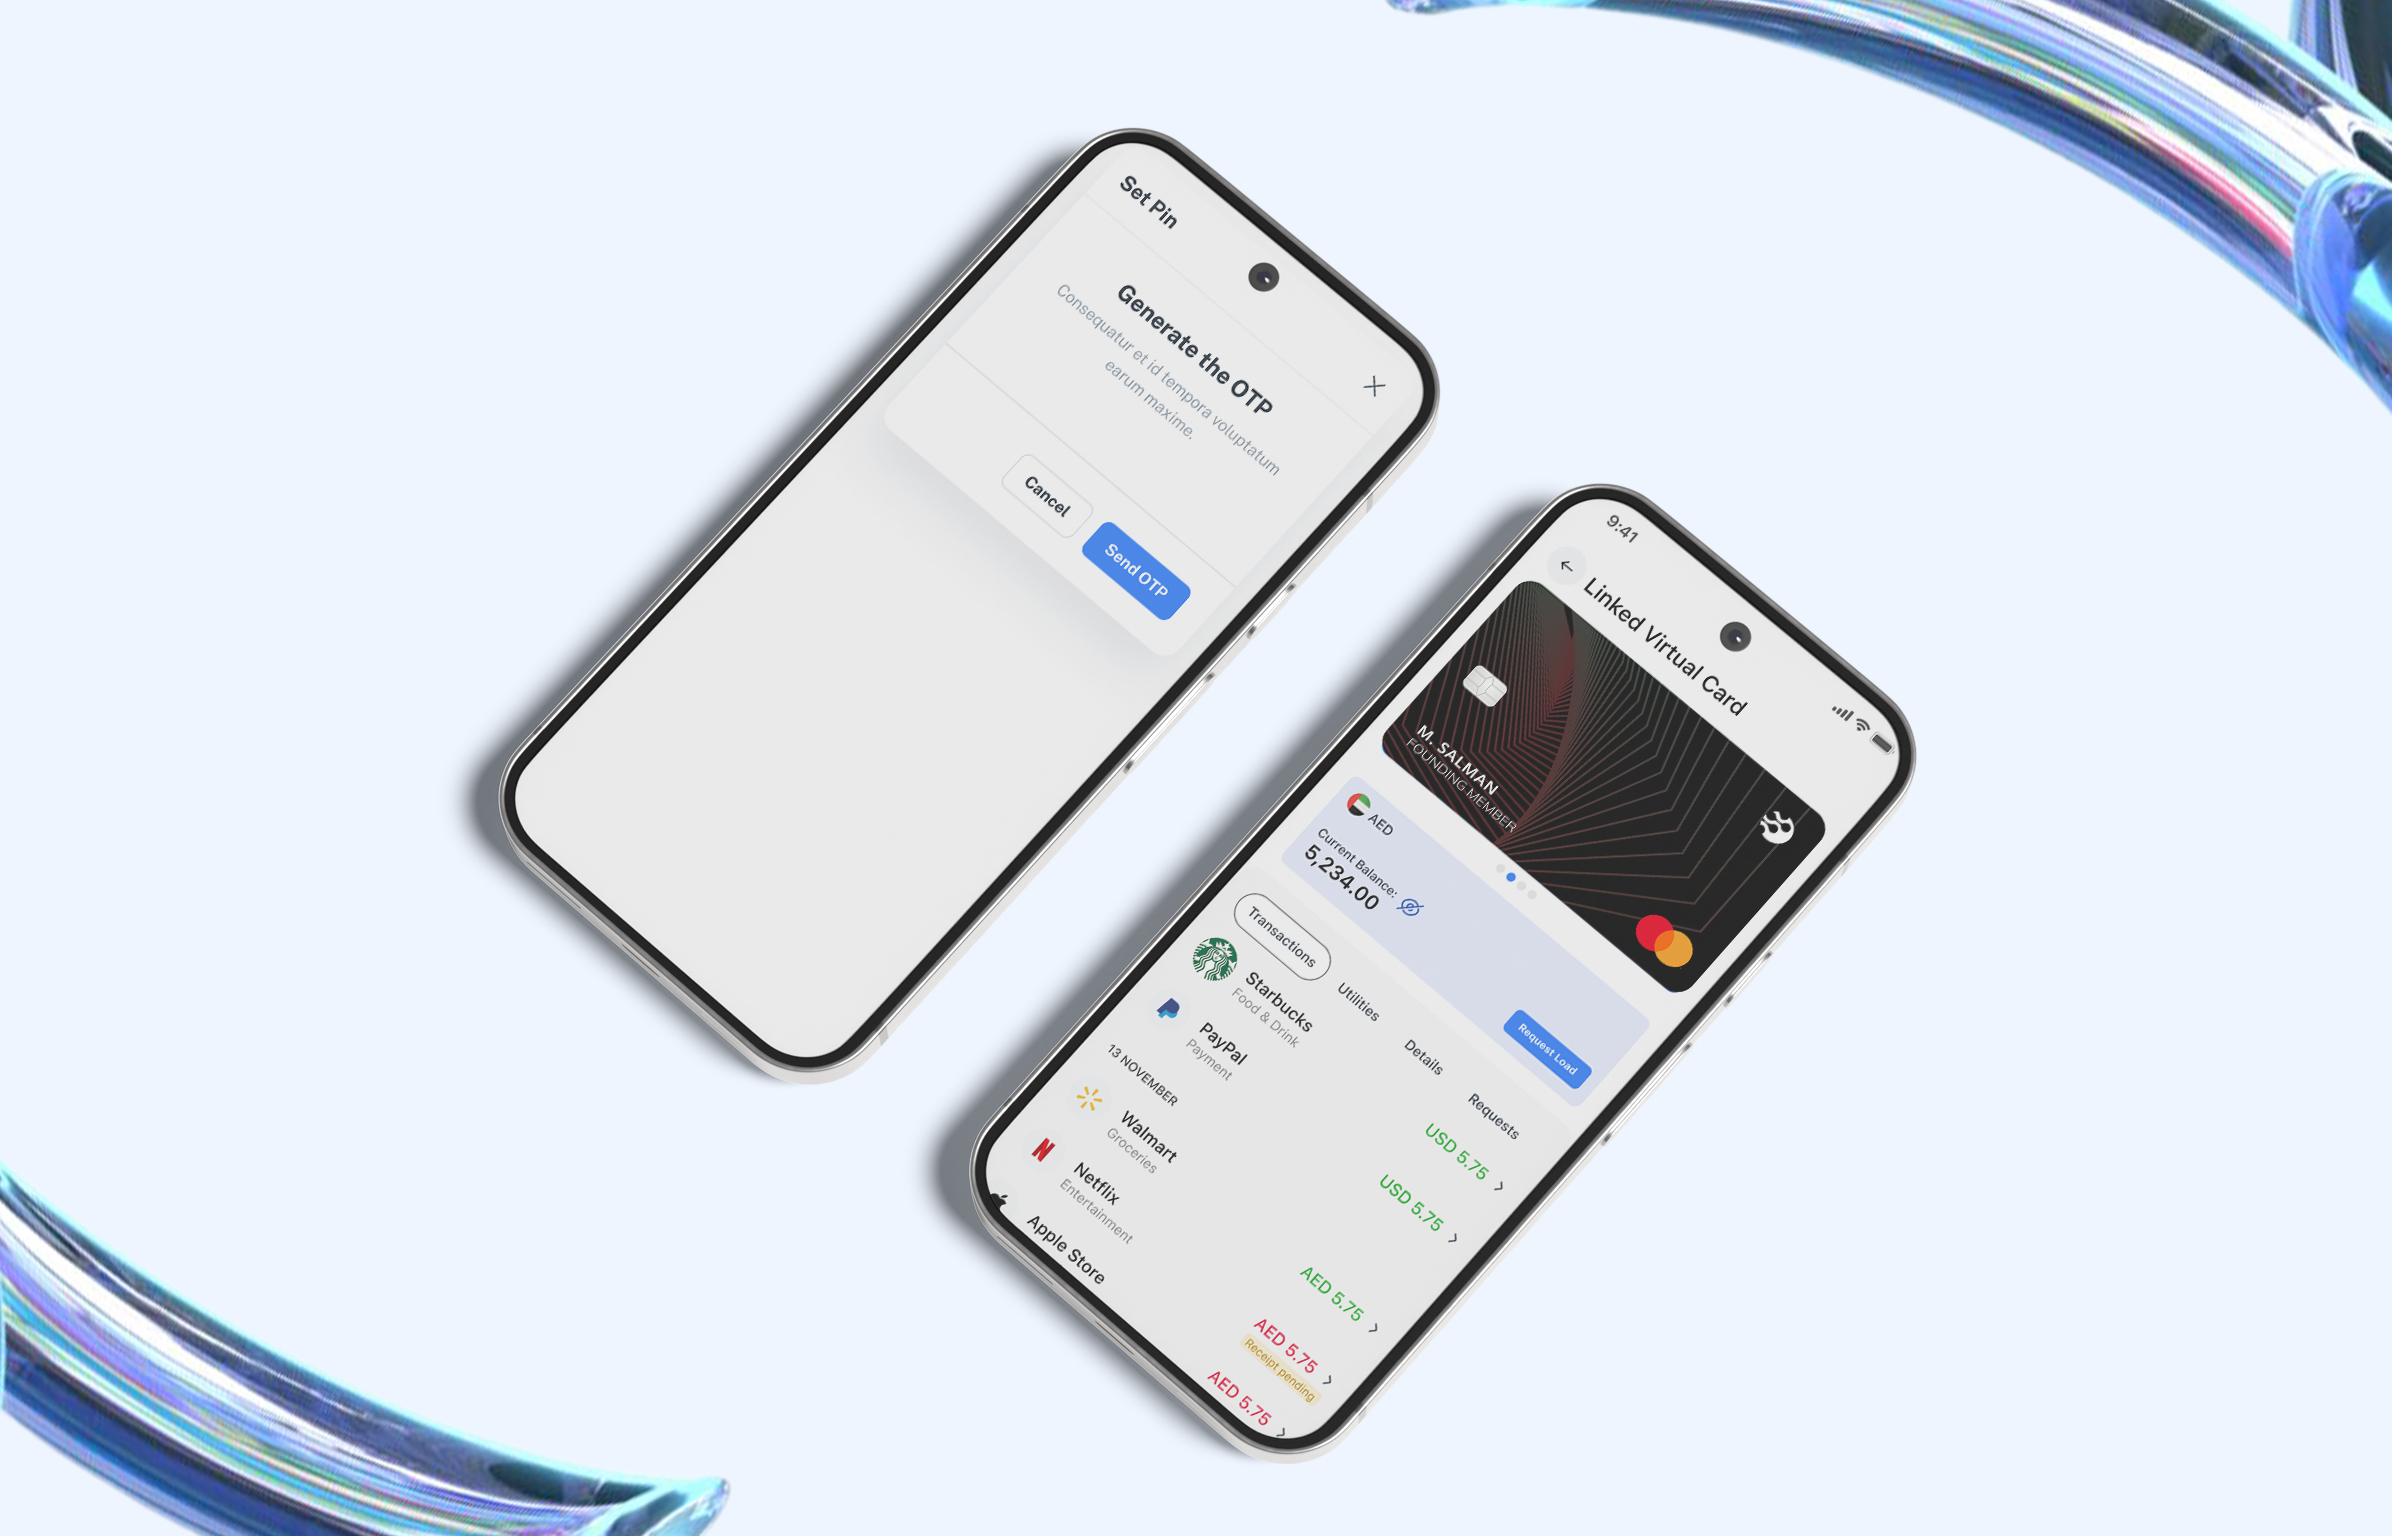 Set Pin
Generate the OTP
Consequatur et id tempora voluptatum
earum maxime.
Cancel
Send OTP
9:41
Linked Virtual Card
M. SALMAN
FOUNDING MEMBER
AED
Current Balance:
5,234.00
Request Load
Transactions
Utilities
Details
Requests
Starbucks
Food & Drink
USD 5.75
PayPal
Payment
USD 5.75
13 NOVEMBER
Walmart
Groceries
AED 5.75
Netflix
Entertainment
AED 5.75
Receipt pending
Apple Store
AED 5.75